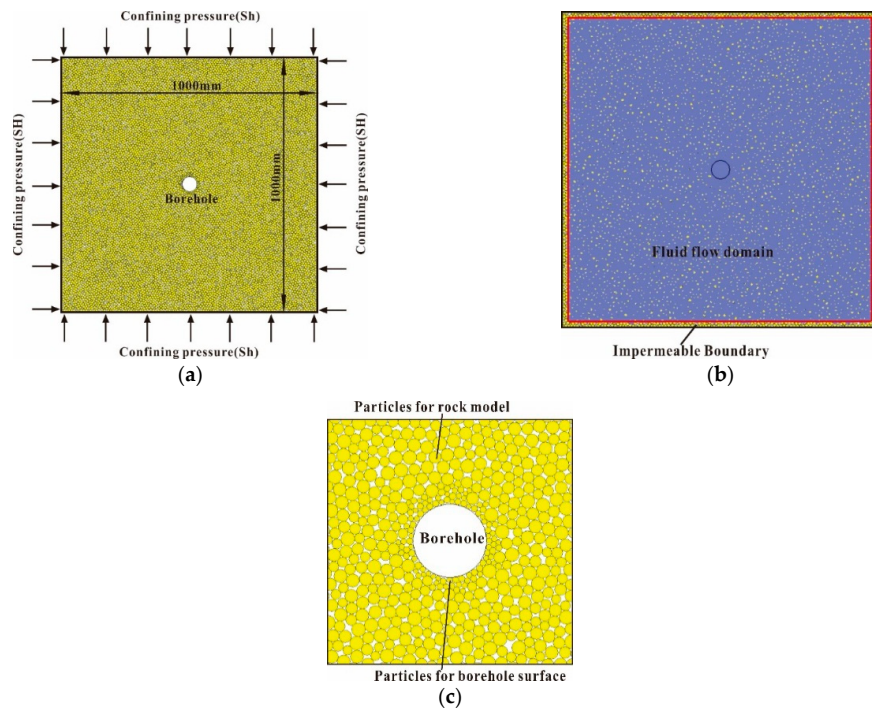 Confining pressure(Sh)
Confining pressure(SH)
1000mm
1000mm
Borehole
Confining pressure(SH)
Confining pressure(Sh)
(a)
Fluid flow domain
Impermeable Boundary
(b)
Particles for rock model
Borehole
Particles for borehole surface
(c)